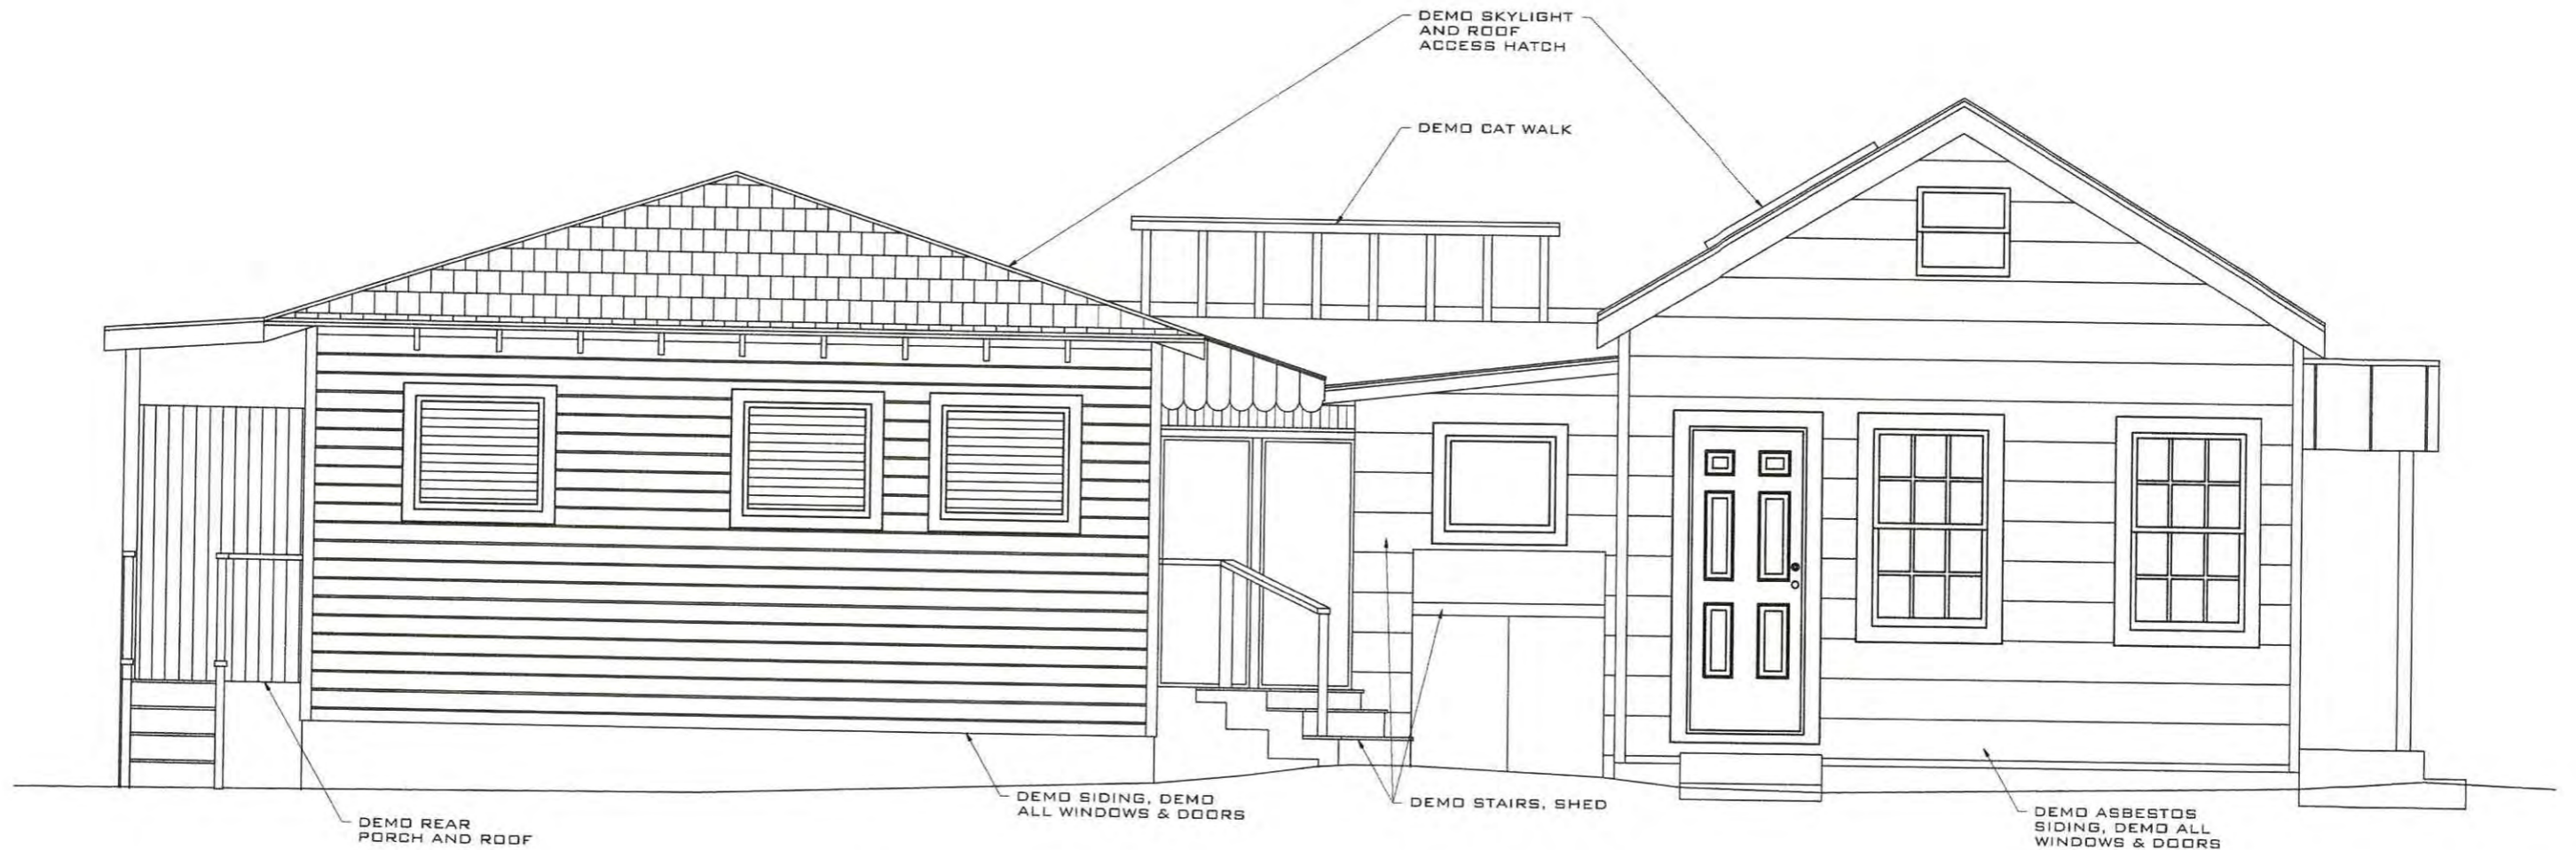 DEMO SKYLIGHT
AND ROOF
ACCESS HATCH
DEMO CAT WALK
DEMO REAR
PORCH AND ROOF
DEMO SIDING, DEMO
ALL WINDOWS & DOORS
DEMO STAIRS, SHED
DEMO ASBESTOS
SIDING, DEMO ALL
WINDOWS & DOORS